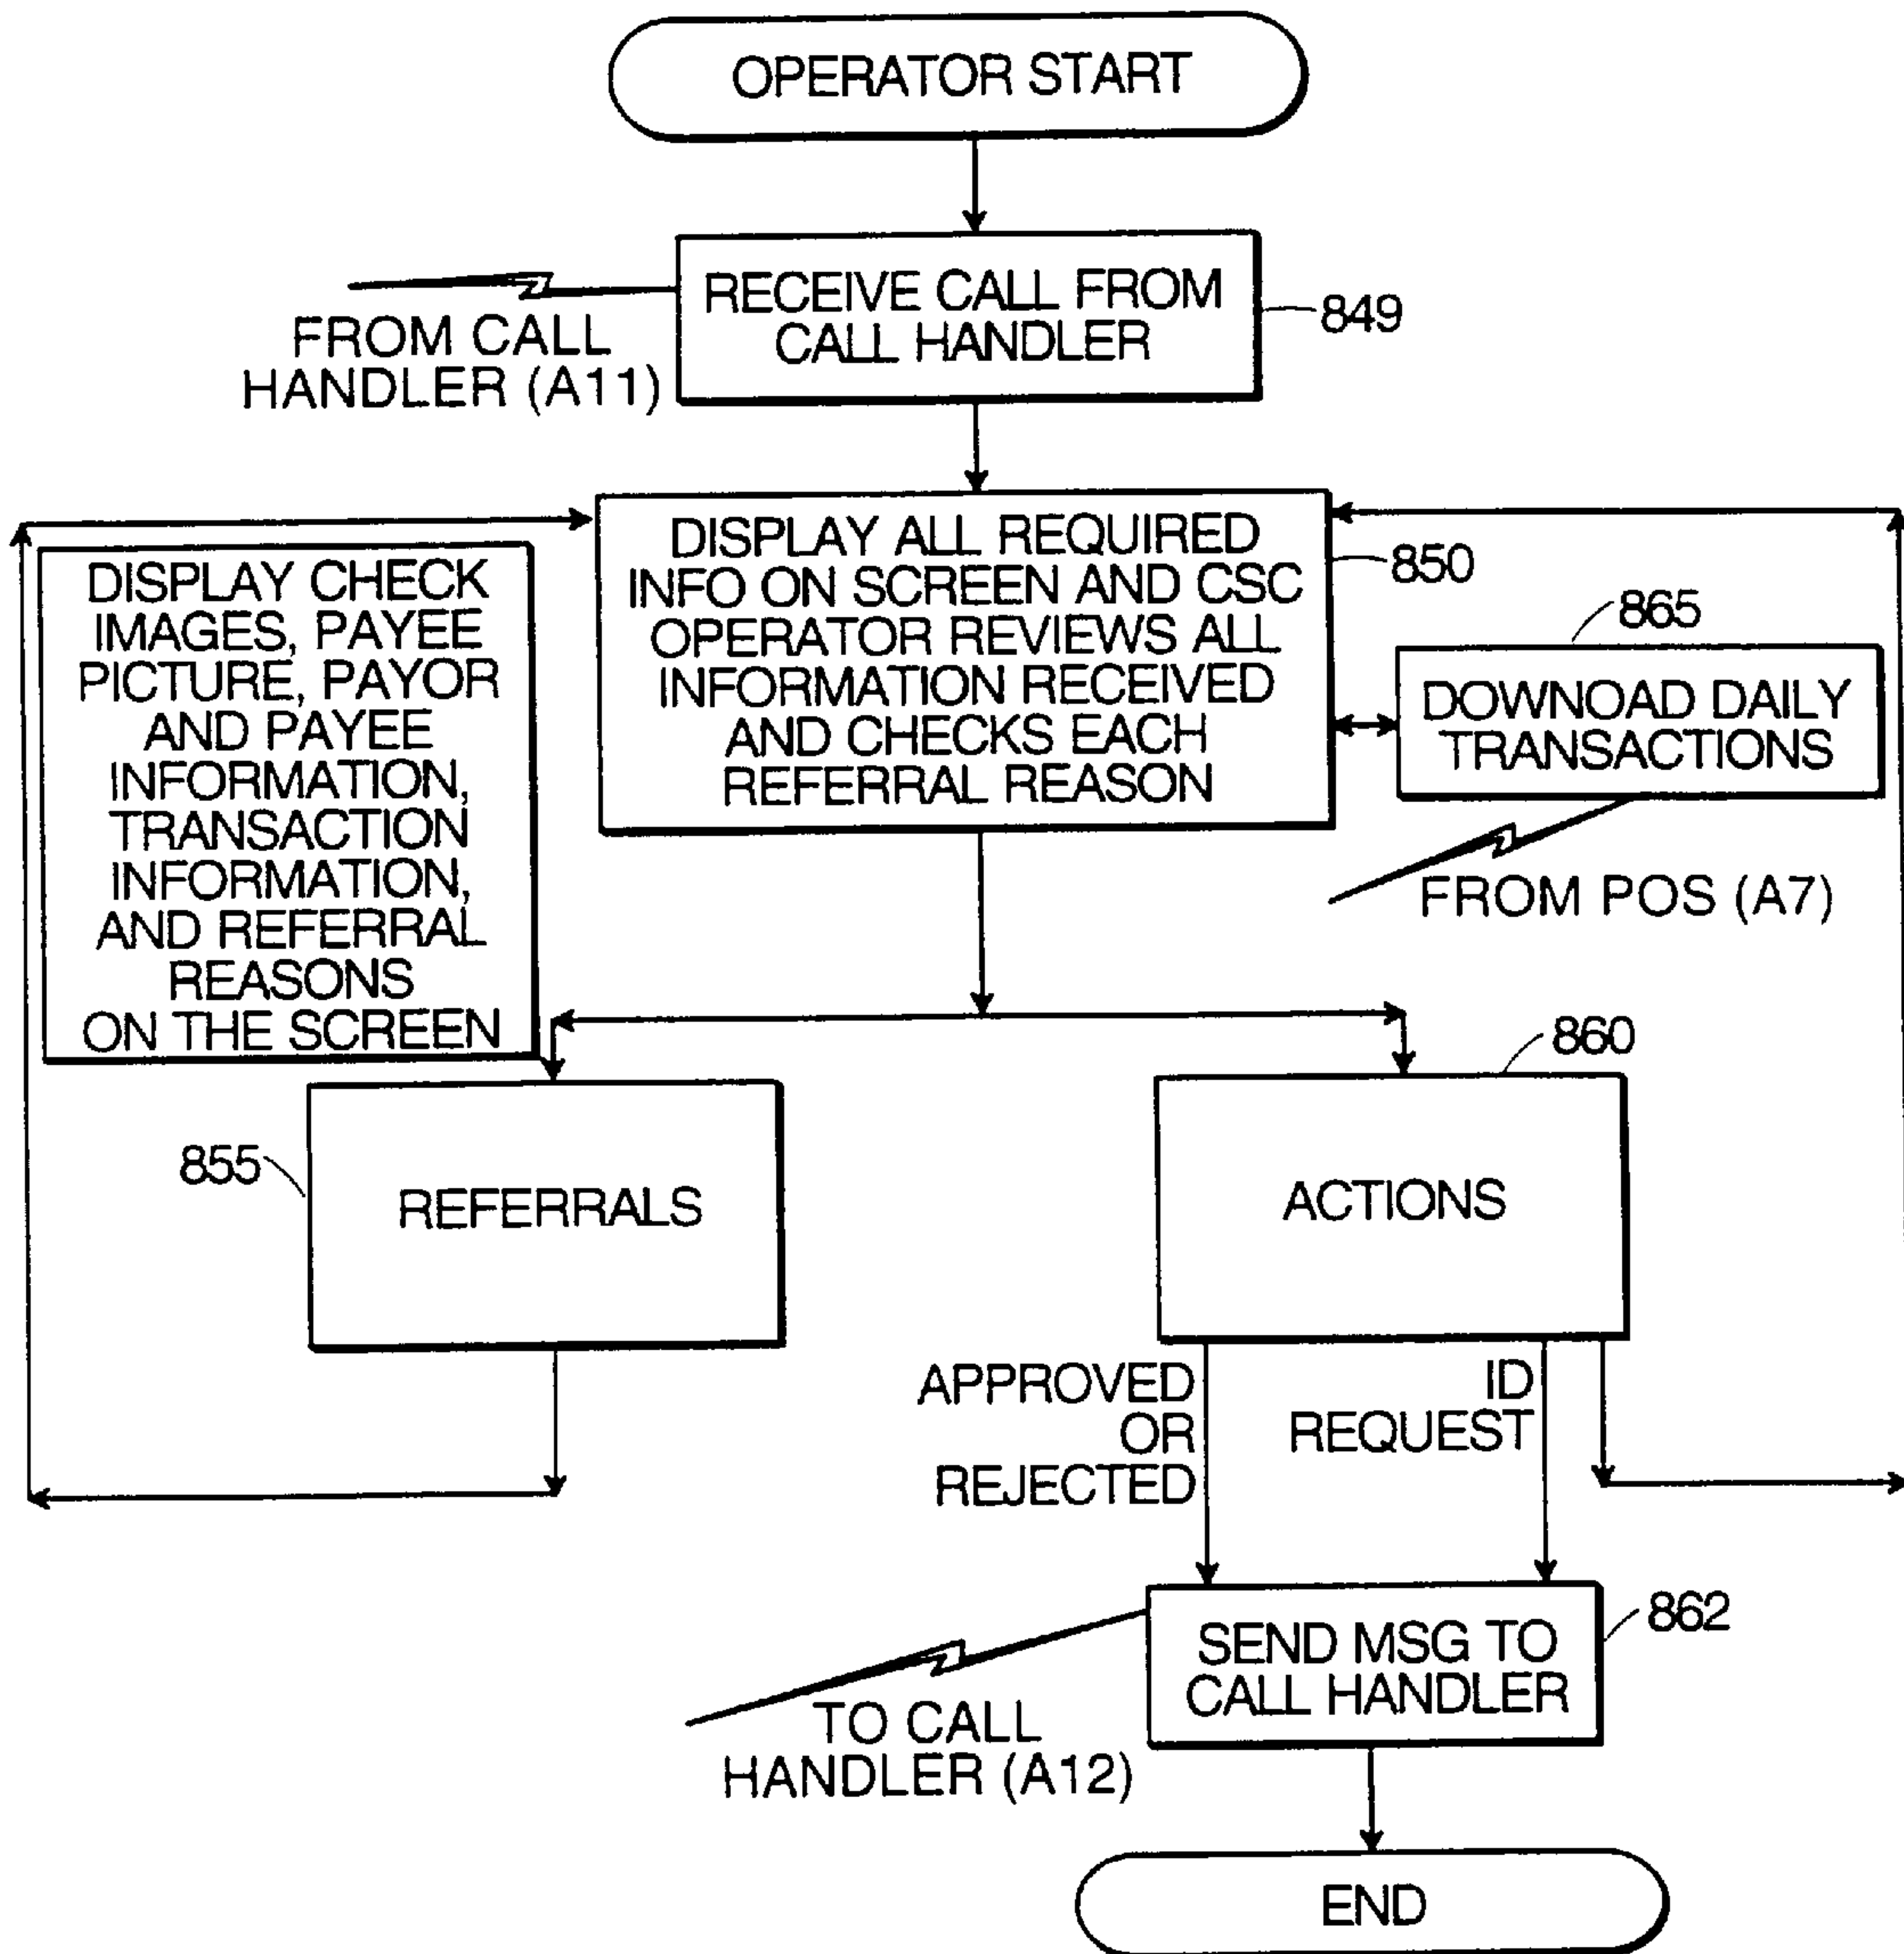 OPERATOR START
RECEIVE CALL FROM
CALL HANDLER
849
FROM CALL
HANDLER (A11)
DISPLAY ALL REQUIRED
INFO ON SCREEN AND CSC
OPERATOR REVIEWS ALL
INFORMATION RECEIVED
AND CHECKS EACH
REFERRAL REASON
850
DISPLAY CHECK
IMAGES, PAYEE
PICTURE, PAYOR
AND PAYEE
INFORMATION,
TRANSACTION
INFORMATION,
AND REFERRAL
REASONS
ON THE SCREEN
865
DOWNOAD DAILY
TRANSACTIONS
FROM POS (A7)
855
REFERRALS
860
ACTIONS
APPROVED
OR
REJECTED
ID
REQUEST
862
SEND MSG TO
CALL HANDLER
TO CALL
HANDLER (A12)
END